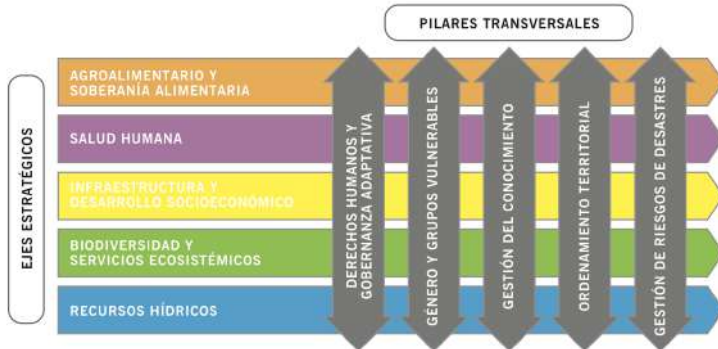 PILARES TRANSVERSALES
EJES ESTRATÉGICOS
AGROALIMENTARIO Y
SOBERANÍA ALIMENTARIA
SALUD HUMANA
INFRAESTRUCTURA Y
DESARROLLO SOCIOECONÓMICO
BIODIVERSIDAD Y
SERVICIOS ECOSISTÉMICOS
RECURSOS HÍDRICOS
DERECHOS HUMANOS Y
GOBERNANZA ADAPTATIVA
GÉNERO Y GRUPOS VULNERABLES
GESTIÓN DEL CONOCIMIENTO
ORDENAMIENTO TERRITORIAL
GESTIÓN DE RIESGOS DE DESASTRES